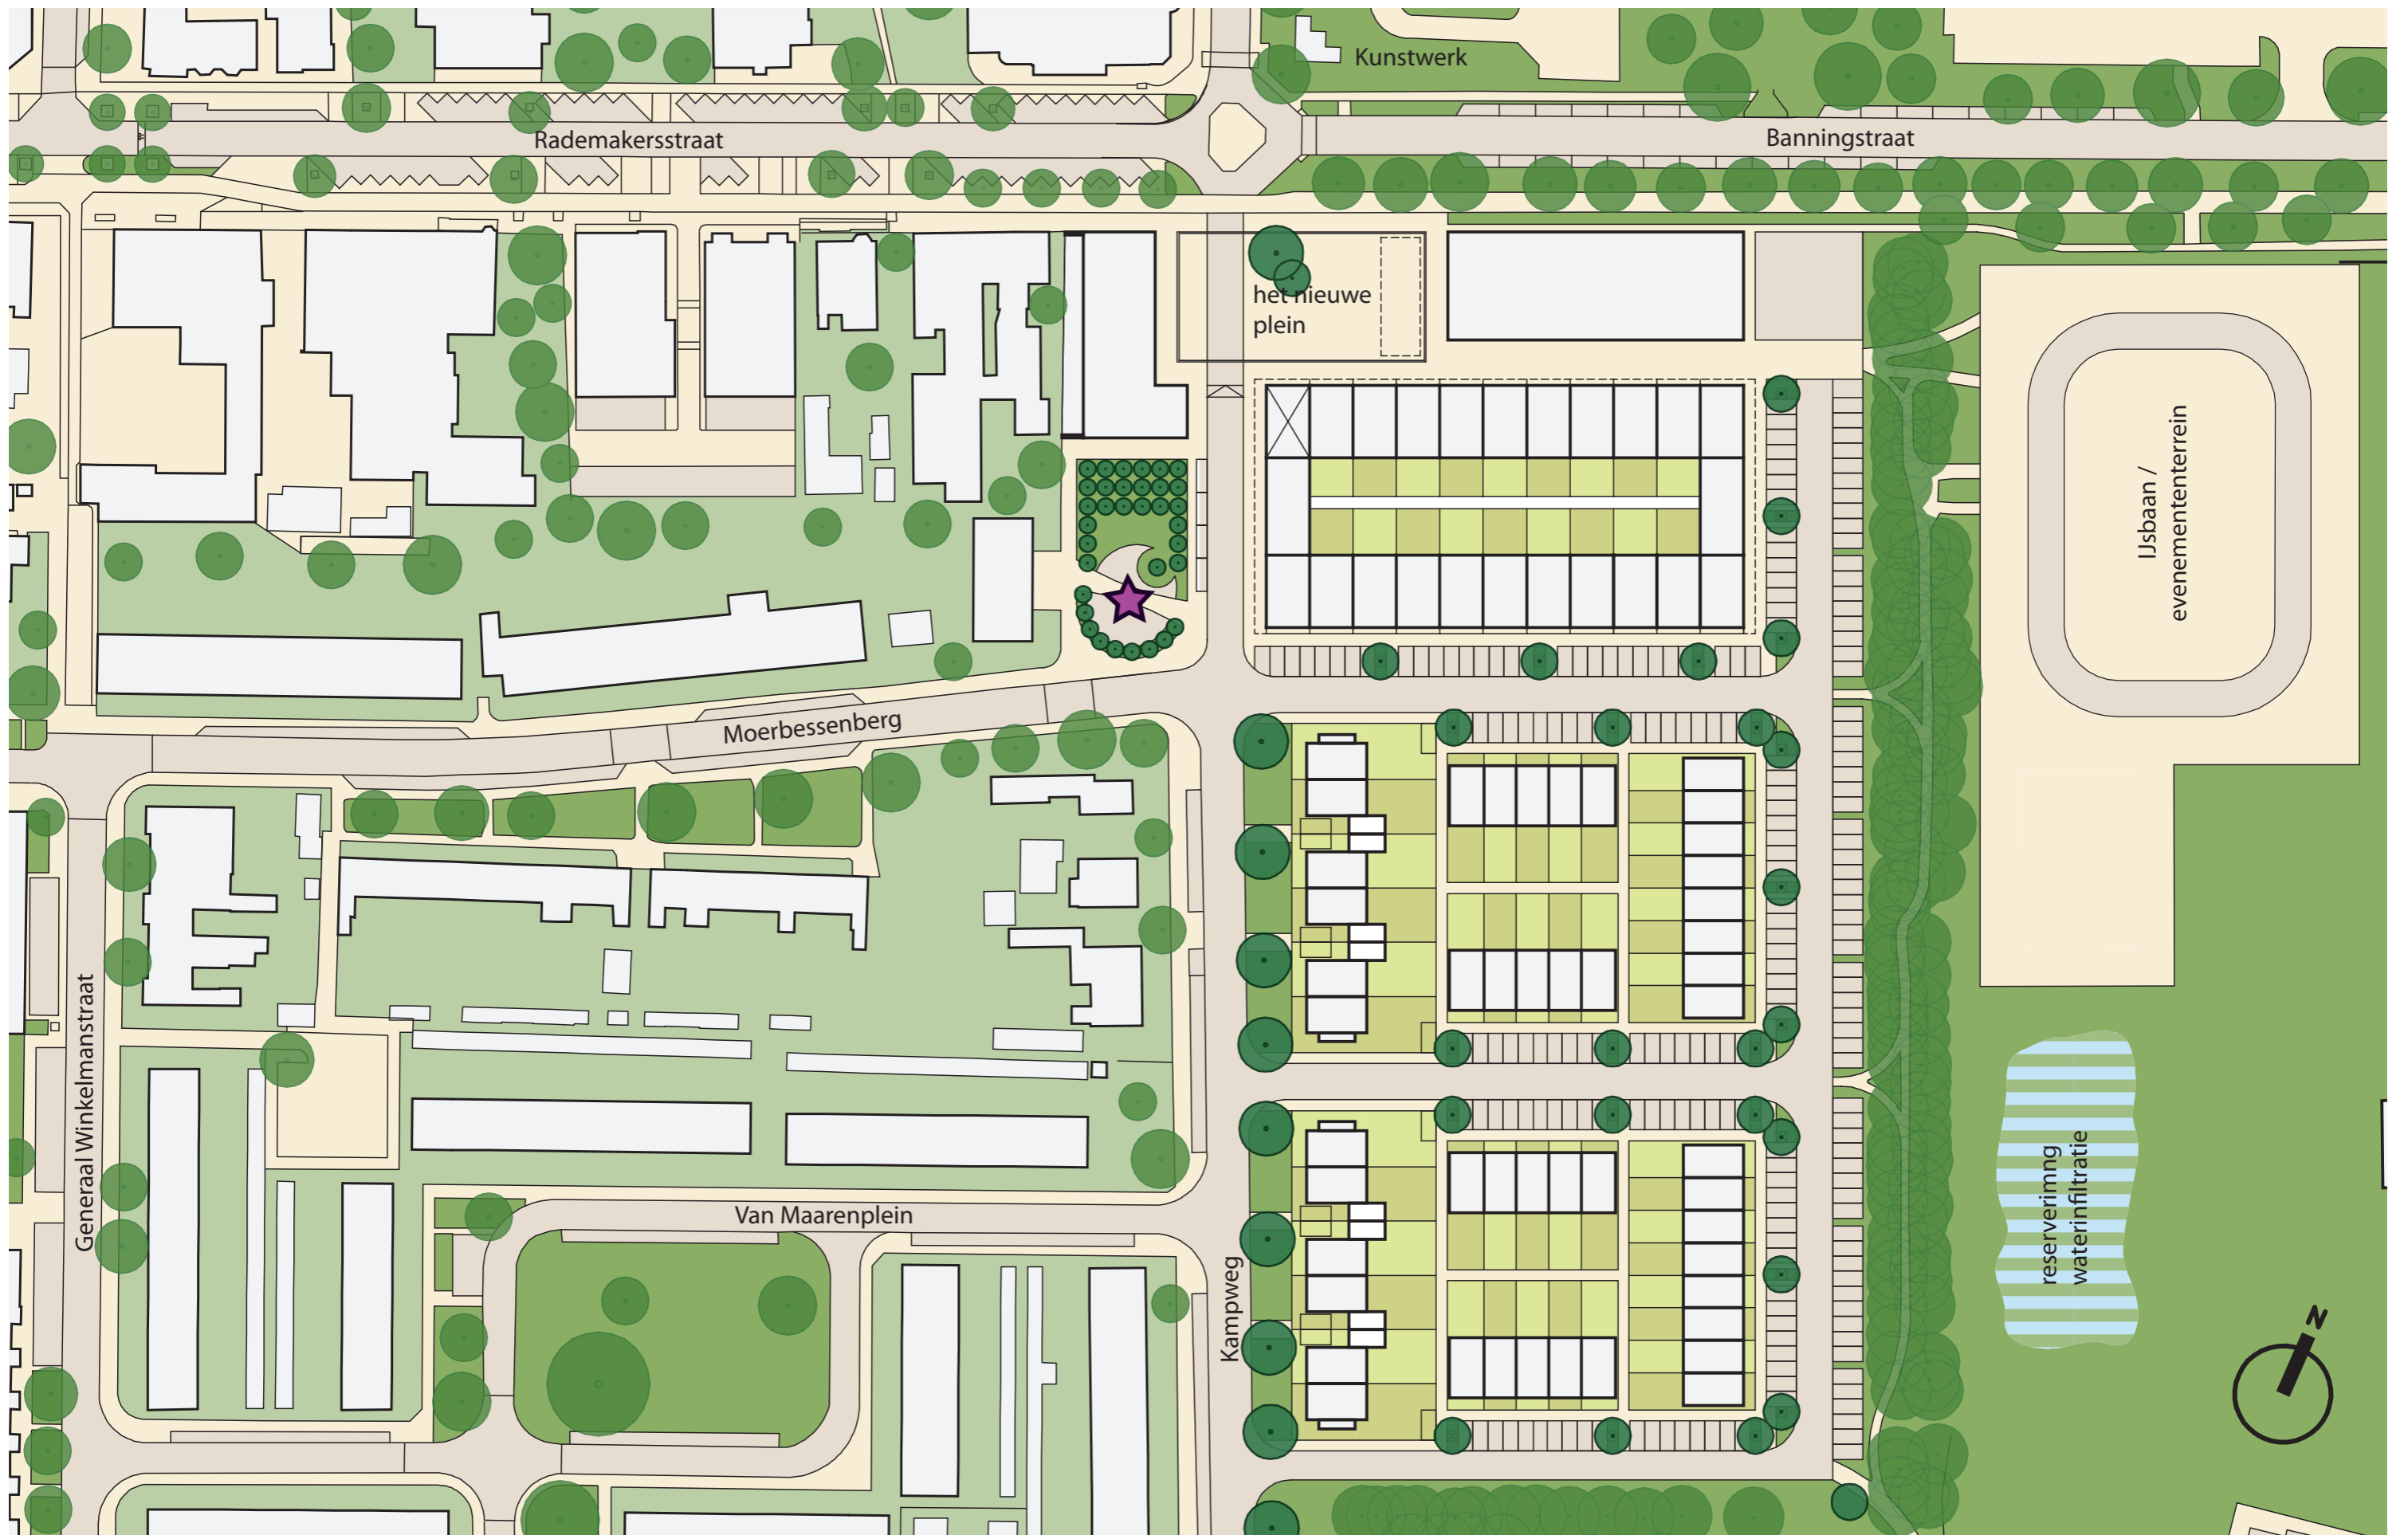 Kunstwerk
Rademakersstraat
Banningstraat
het nieuwe
plein
IJsbaan /
evenemententerrein
Moerbessenberg
Generaal Winkelmanstraat
Van Maarenplein
Kampweg
reserverimng
waterinfiltratie
N